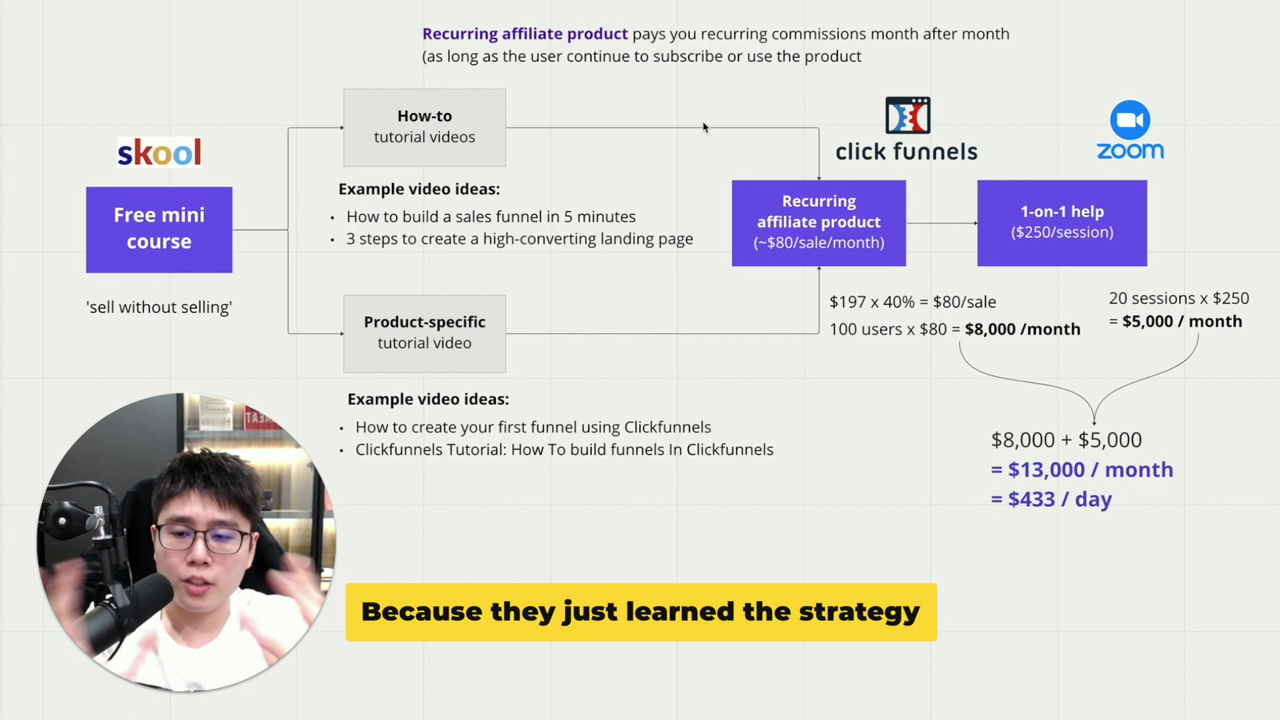 Recurring affiliate product pays you recurring commissions month after month
(as long as the user continue to subscribe or use the product
skool
Free mini
course
'sell without selling'
How-to
tutorial videos
Example video ideas:
• How to build a sales funnel in 5 minutes
• 3 steps to create a high-converting landing page
Product-specific
tutorial video
Example video ideas:
• How to create your first funnel using Clickfunnels
• Clickfunnels Tutorial: How To build funnels In Clickfunnels
click funnels
Recurring
affiliate product
(~$80/sale/month)
$197 x 40% = $80/sale
100 users x $80 = $8,000 /month
zoom
1-on-1 help
($250/session)
20 sessions x $250
= $5,000 / month
$8,000 + $5,000
= $13,000 / month
= $433 / day
Because they just learned the strategy